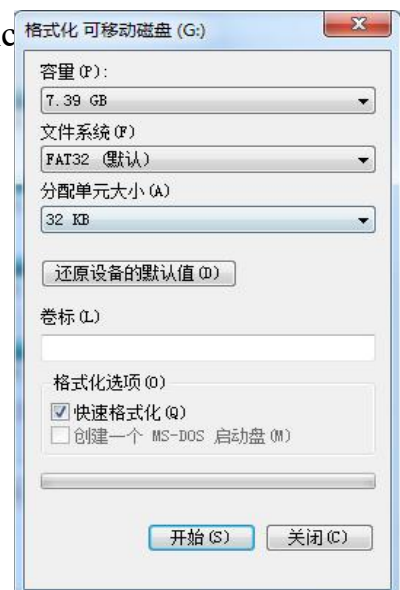 c
格式化 可移动磁盘 (G:)
容量(P):
7.39 GB
文件系统(F)
FAT32 (默认)
分配单元大小(A)
32 KB
还原设备的默认值(D)
卷标(L)
格式化选项(O)
快速格式化(Q)
创建一个 MS-DOS 启动盘(M)
开始(S) 关闭(C)